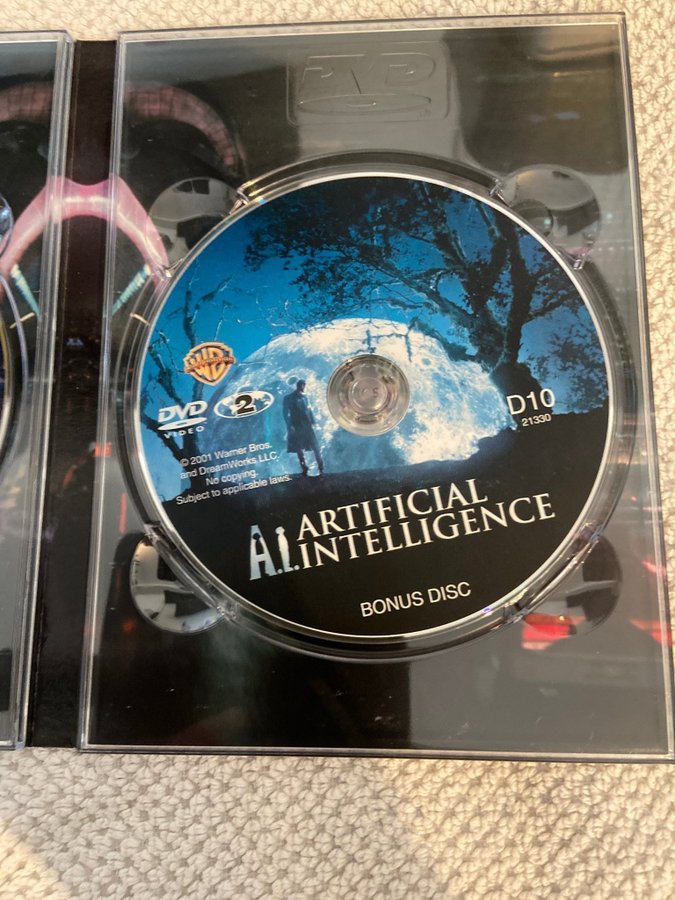 DVD
WB
DVD
VIDEO
2
D10
21330
© 2001 Warner Bros.
and DreamWorks LLC.
No copying.
Subject to applicable laws.
A.I. ARTIFICIAL
INTELLIGENCE
BONUS DISC